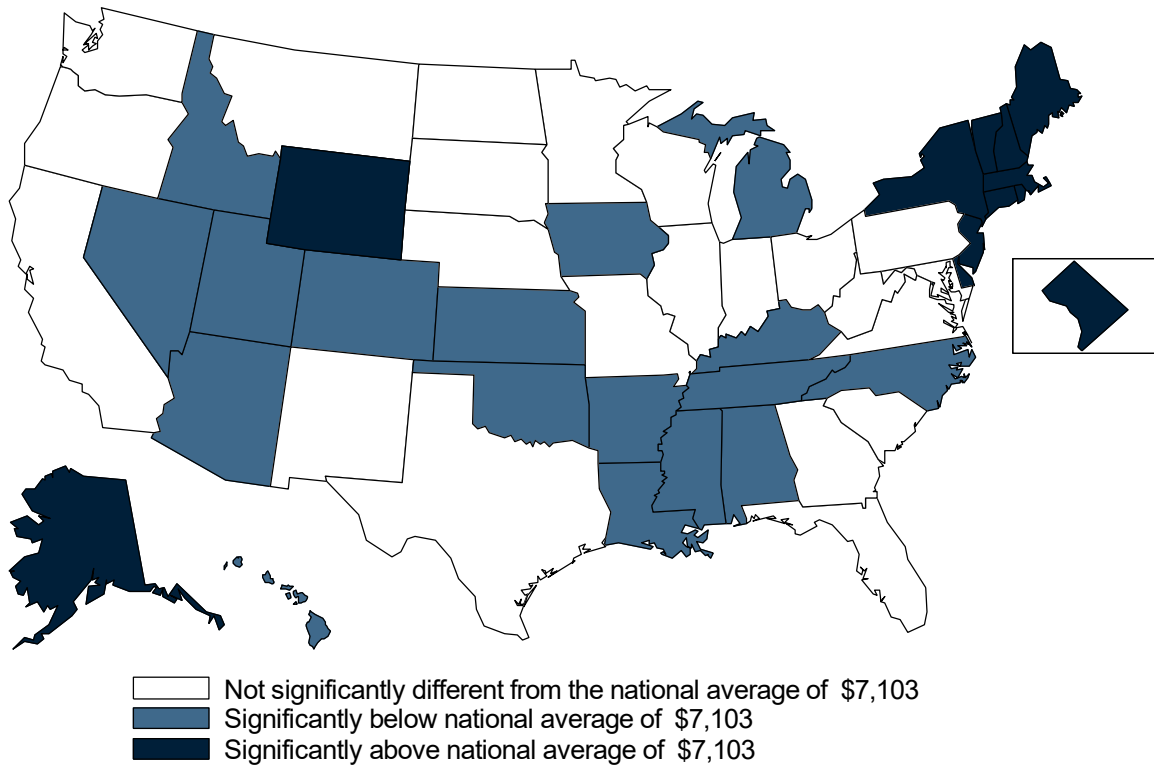 Not significantly different from the national average of $7,103
Significantly below national average of $7,103
Significantly above national average of $7,103